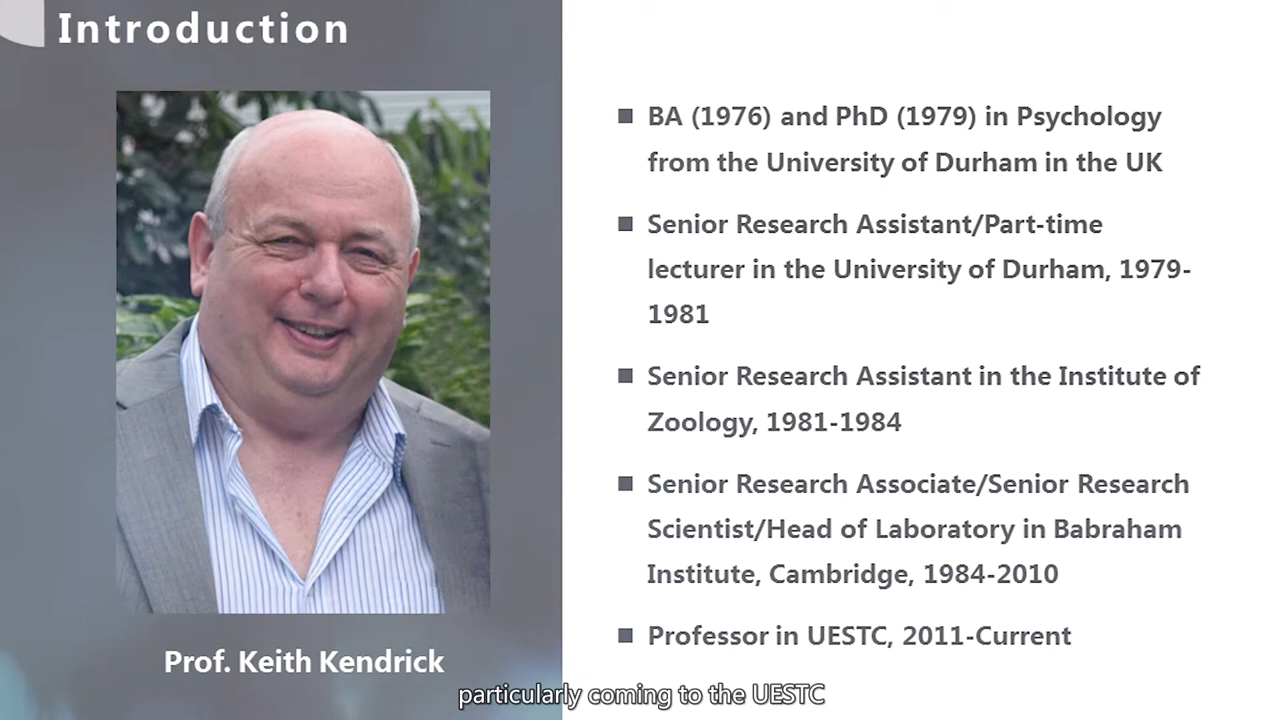 Introduction
BA (1976) and PhD (1979) in Psychology
from the University of Durham in the UK
Senior Research Assistant/Part-time
lecturer in the University of Durham, 1979-
1981
Senior Research Assistant in the Institute of
Zoology, 1981-1984
Senior Research Associate/Senior Research
Scientist/Head of Laboratory in Babraham
Institute, Cambridge, 1984-2010
Professor in UESTC, 2011-Current
Prof. Keith Kendrick
particularly coming to the UESTC